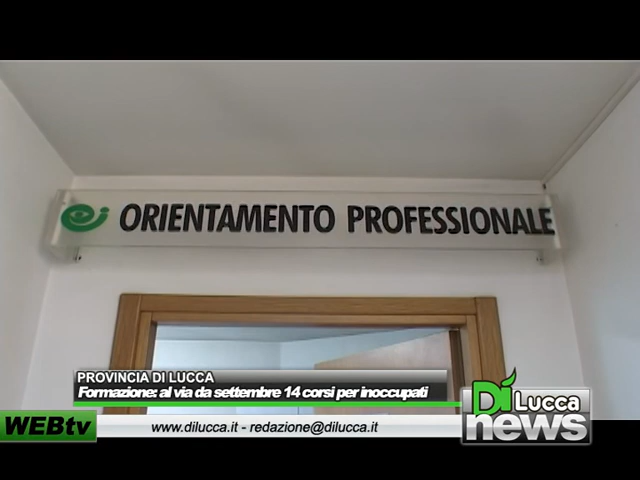 ORIENTAMENTO PROFESSIONALE
PROVINCIA DI LUCCA
Formazione: al via da settembre 14 corsi per inoccupati
Dì Lucca
news
WEBtv
www.dilucca.it - redazione@dilucca.it